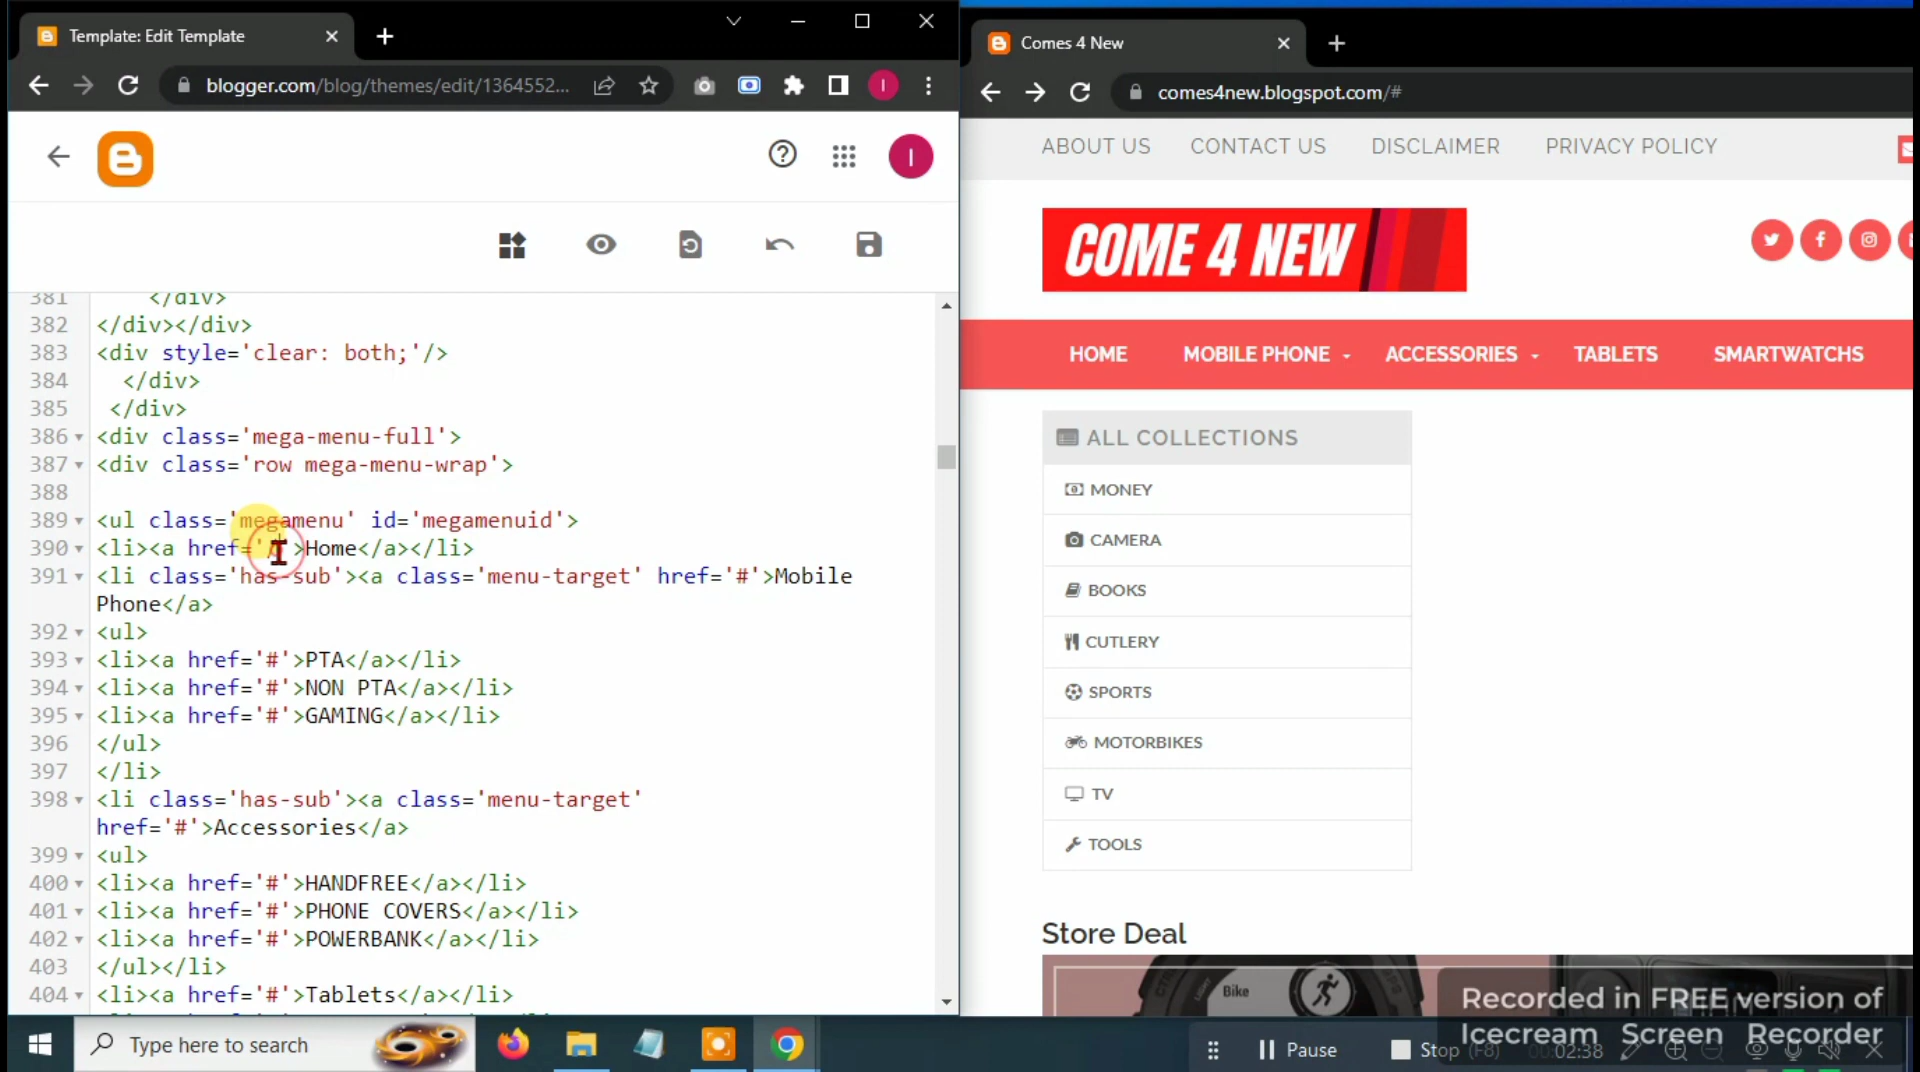 Template: Edit Template
blogger.com/blog/themes/edit/1364552...
I
I
381 </div>
382 </div></div>
383 <div style='clear: both;'/>
384 </div>
385 </div>
386 <div class='mega-menu-full'>
387 <div class='row mega-menu-wrap'>
388
389 <ul class='megamenu' id='megamenuid'>
390 <li><a href='/'>Home</a></li>
391 <li class='has-sub'><a class='menu-target' href='#'>Mobile
Phone</a>
392 <ul>
393 <li><a href='#'>PTA</a></li>
394 <li><a href='#'>NON PTA</a></li>
395 <li><a href='#'>GAMING</a></li>
396 </ul>
397 </li>
398 <li class='has-sub'><a class='menu-target'
href='#'>Accessories</a>
399 <ul>
400 <li><a href='#'>HANDFREE</a></li>
401 <li><a href='#'>PHONE COVERS</a></li>
402 <li><a href='#'>POWERBANK</a></li>
403 </ul></li>
404 <li><a href='#'>Tablets</a></li>
Comes 4 New
comes4new.blogspot.com/#
ABOUT US CONTACT US DISCLAIMER PRIVACY POLICY
COME 4 NEW
HOME MOBILE PHONE ACCESSORIES TABLETS SMARTWATCHS
ALL COLLECTIONS
MONEY
CAMERA
BOOKS
CUTLERY
SPORTS
MOTORBIKES
TV
TOOLS
Store Deal
Bike
Recorded in FREE version of
Icecream Screen Recorder
Type here to search
Pause
Stop (F8)
00:02:38